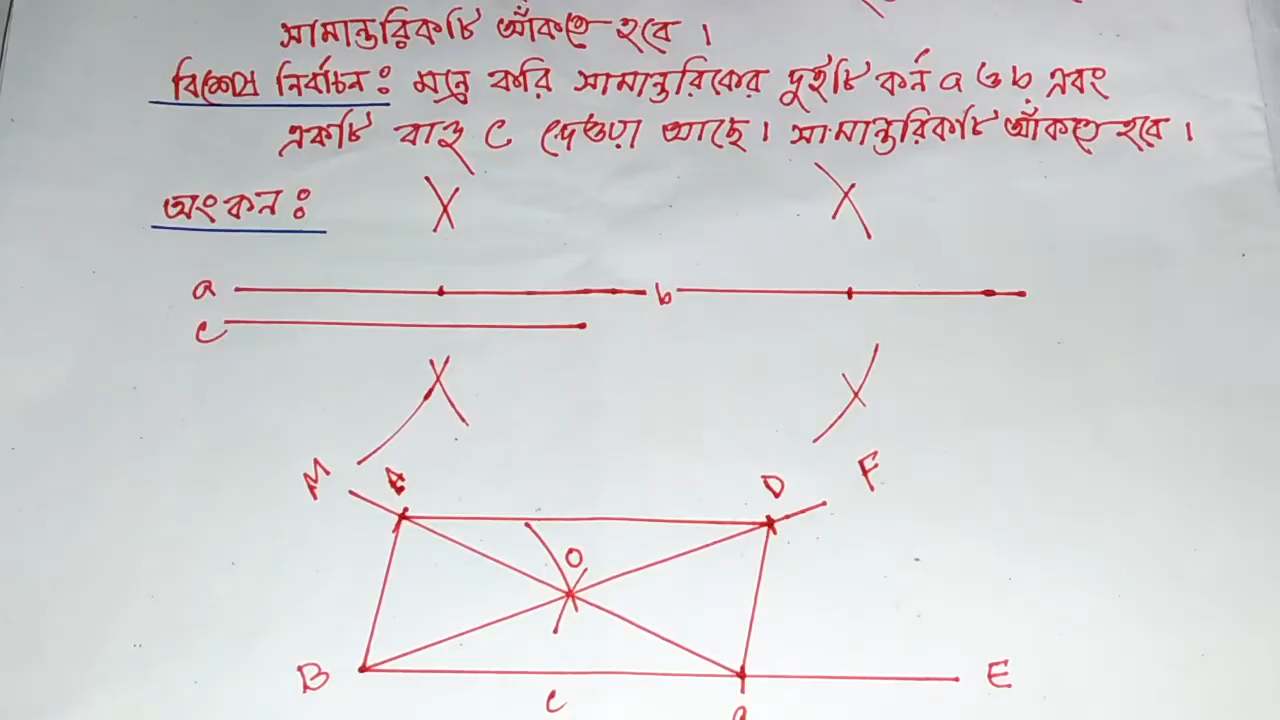 সামান্তরিকটি আঁকতে হবে ।
বিশেষ নির্বাচন : মনে করি সামান্তরিকের দুইটি কর্ন a ও b এবং
একটি বাহু c দেওয়া আছে । সামান্তরিকটি আঁকতে হবে ।
অংকন :
a b
c
M A D F
O
B E
c